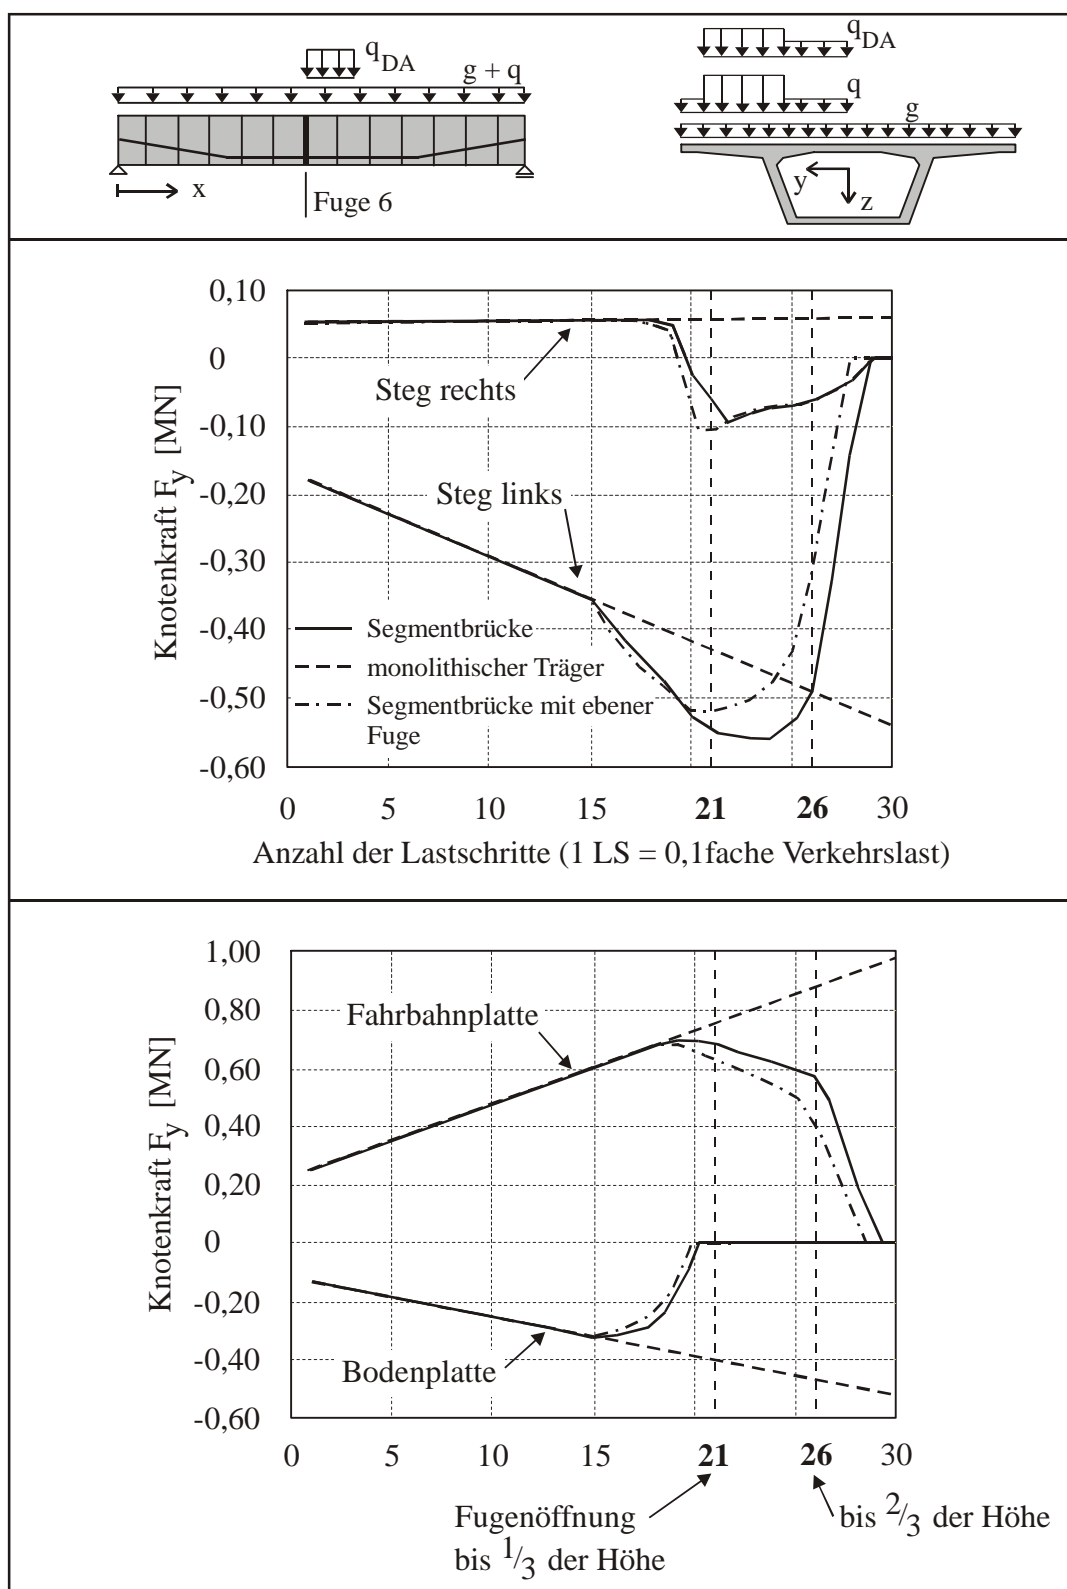 q_DA
g + q
x
Fuge 6
q_DA
q
g
y
z
Knotenkraft F_y [MN]
0,10
0
-0,10
-0,20
-0,30
-0,40
-0,50
-0,60
Steg rechts
Steg links
Segmentbrücke
monolithischer Träger
Segmentbrücke mit ebener
Fuge
0 5 10 15 21 26 30
Anzahl der Lastschritte (1 LS = 0,1fache Verkehrslast)
Knotenkraft F_y [MN]
1,00
0,80
0,60
0,40
0,20
0
-0,20
-0,40
-0,60
Fahrbahnplatte
Bodenplatte
0 5 10 15 21 26 30
Fugenöffnung
bis 1/3 der Höhe
bis 2/3 der Höhe